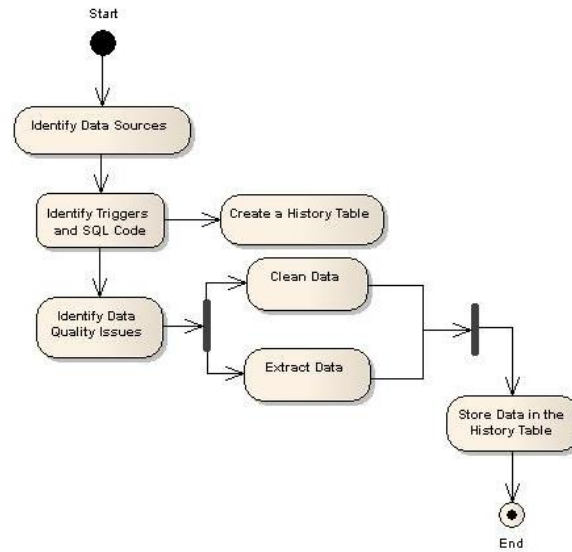 Start
Identify Data Sources
Identify Triggers
and SQL Code
Create a History Table
Identify Data
Quality Issues
Clean Data
Extract Data
Store Data in the
History Table
End